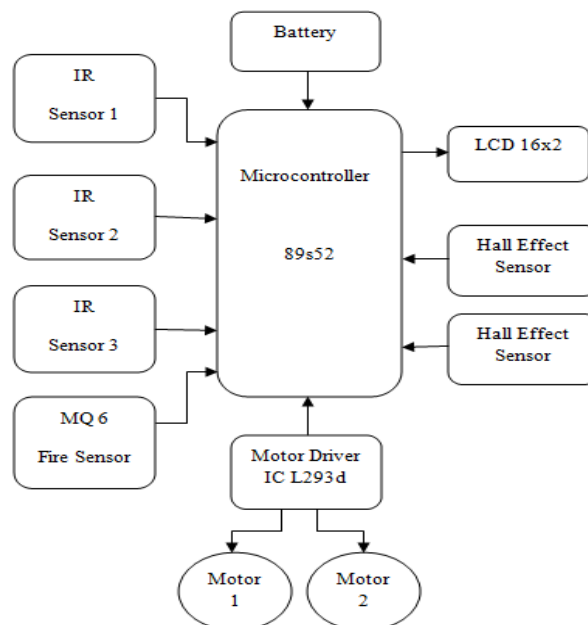 Battery
IR
Sensor 1
IR
Sensor 2
IR
Sensor 3
MQ 6
Fire Sensor
Microcontroller
89s52
LCD 16x2
Hall Effect
Sensor
Hall Effect
Sensor
Motor Driver
IC L293d
Motor
1
Motor
2